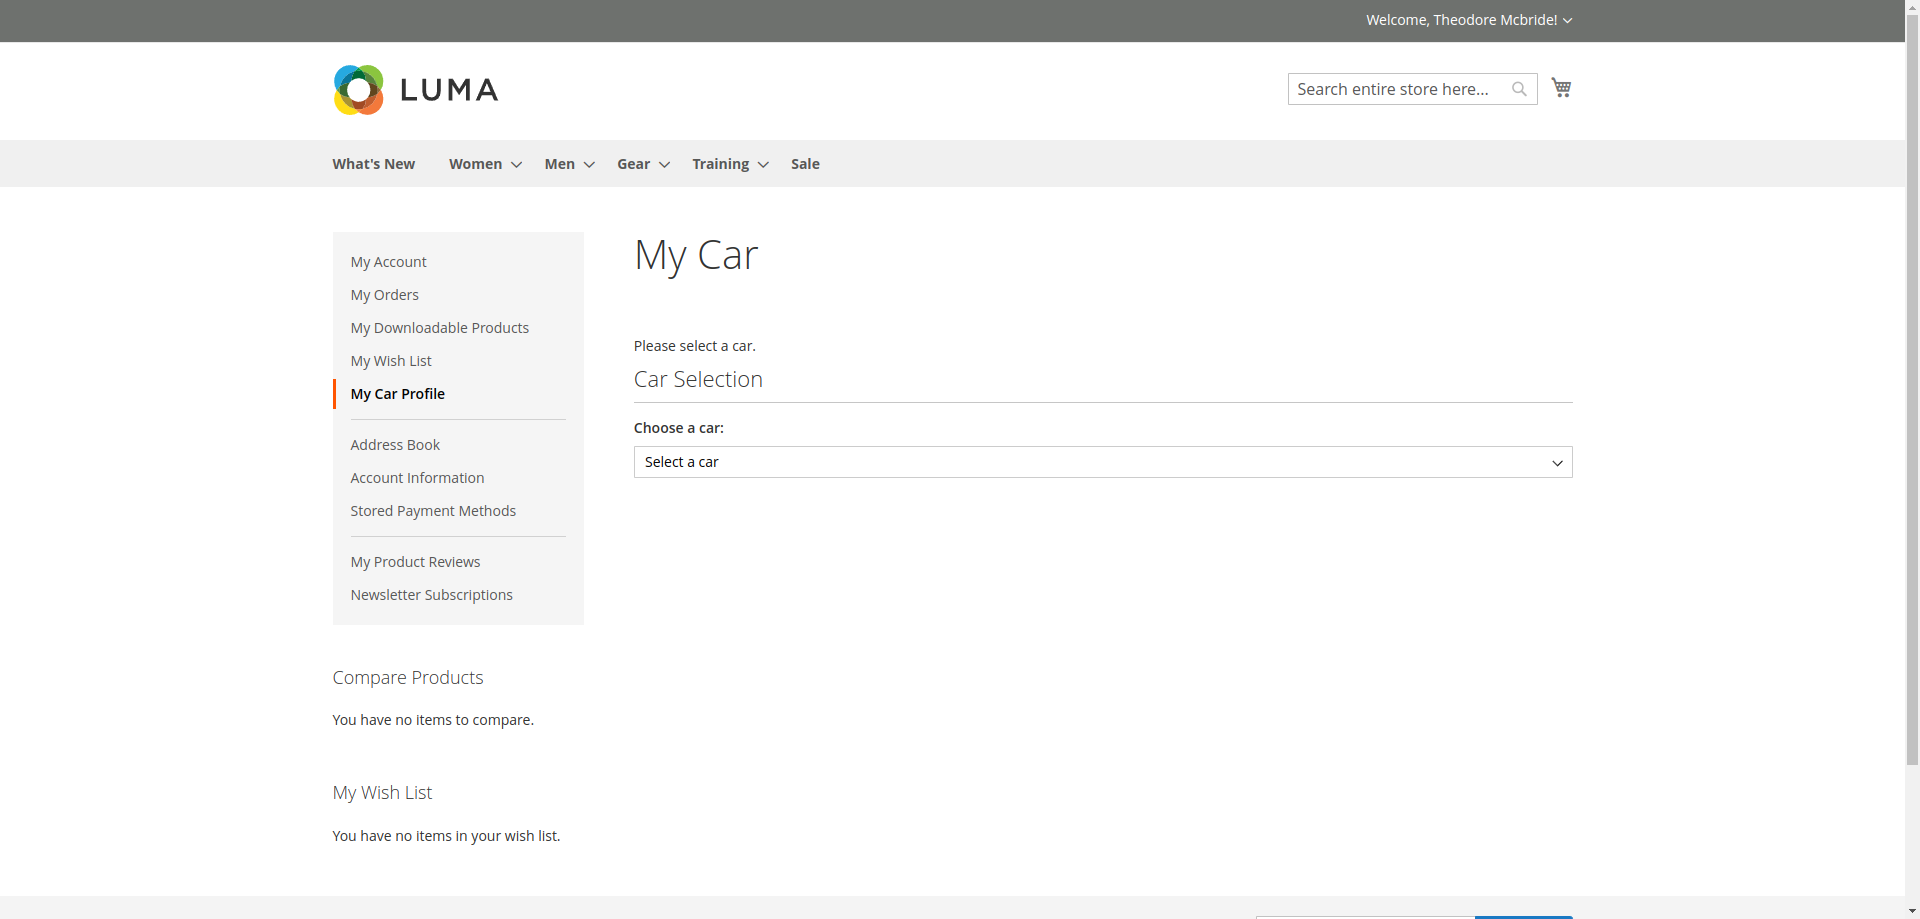 Welcome, Theodore Mcbride!
LUMA
Search entire store here...
What's New Women Men Gear Training Sale
My Account
My Orders
My Downloadable Products
My Wish List
My Car Profile
Address Book
Account Information
Stored Payment Methods
My Product Reviews
Newsletter Subscriptions
My Car
Please select a car.
Car Selection
Choose a car:
Select a car
Compare Products
You have no items to compare.
My Wish List
You have no items in your wish list.